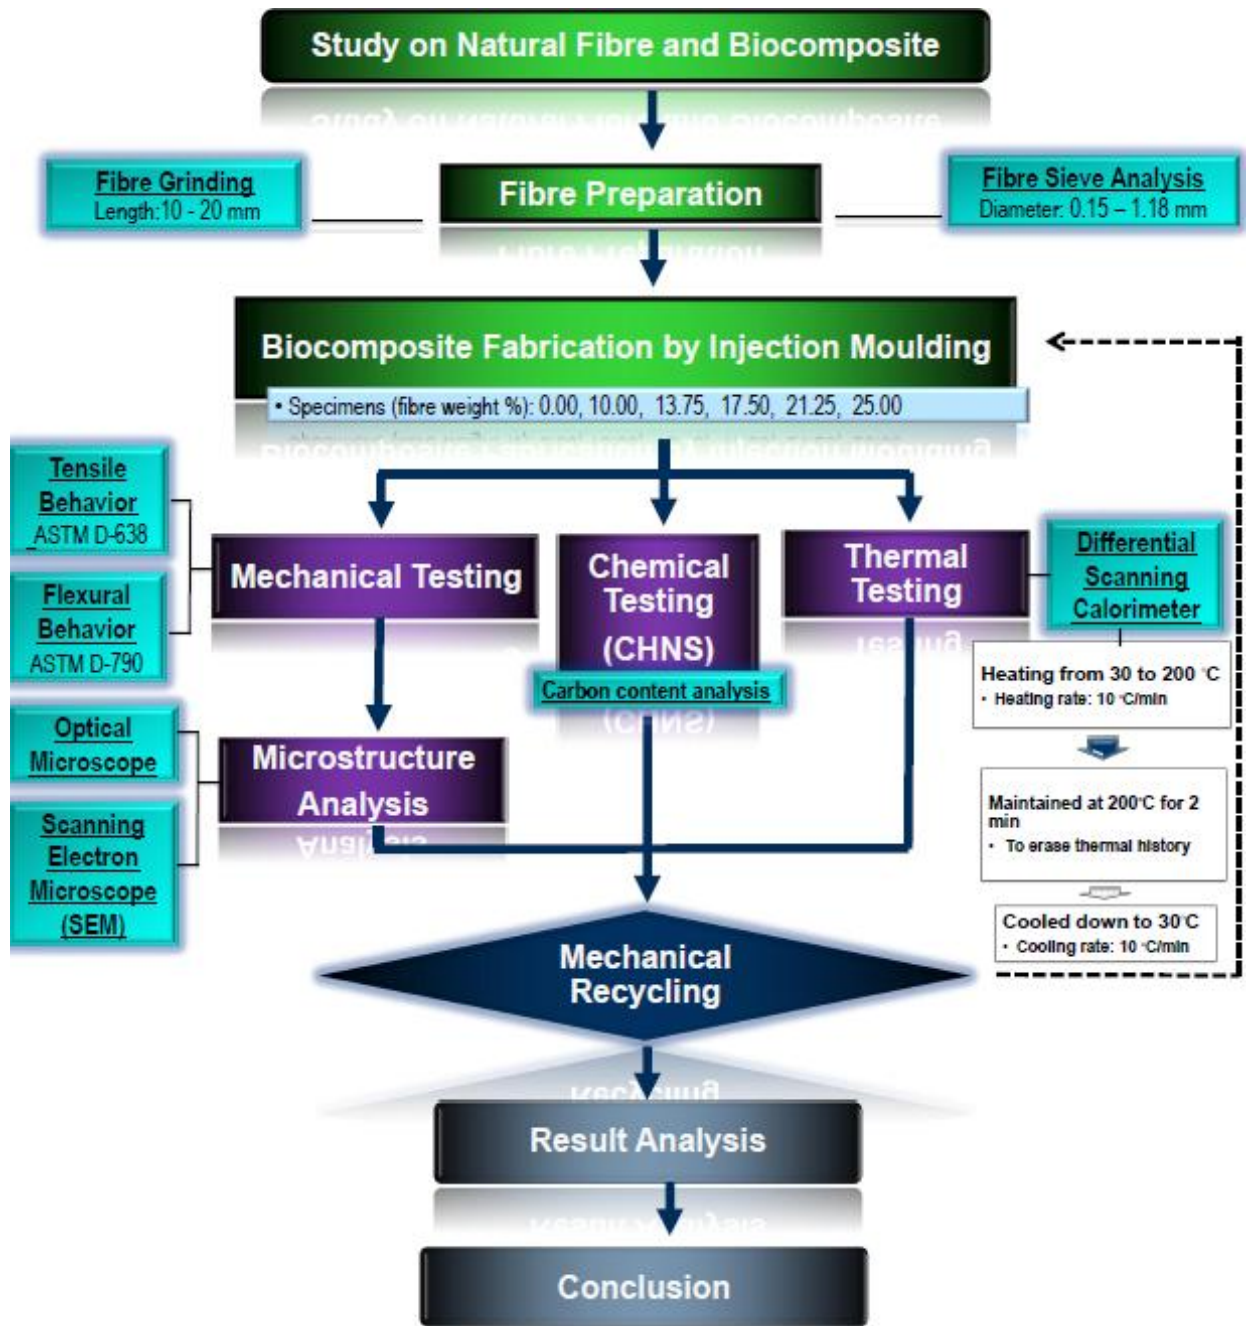 Study on Natural Fibre and Biocomposite
Fibre Grinding
Length:10 - 20 mm
Fibre Preparation
Fibre Sieve Analysis
Diameter: 0.15 – 1.18 mm
Biocomposite Fabrication by Injection Moulding
• Specimens (fibre weight %): 0.00, 10.00, 13.75, 17.50, 21.25, 25.00
Tensile
Behavior
ASTM D-638
Flexural
Behavior
ASTM D-790
Mechanical Testing
Chemical
Testing
(CHNS)
Carbon content analysis
Thermal
Testing
Differential
Scanning
Calorimeter
Heating from 30 to 200 °C
• Heating rate: 10 °C/min
Maintained at 200°C for 2
min
• To erase thermal history
Cooled down to 30°C
• Cooling rate: 10 °C/min
Optical
Microscope
Scanning
Electron
Microscope
(SEM)
Microstructure
Analysis
Mechanical
Recycling
Result Analysis
Conclusion